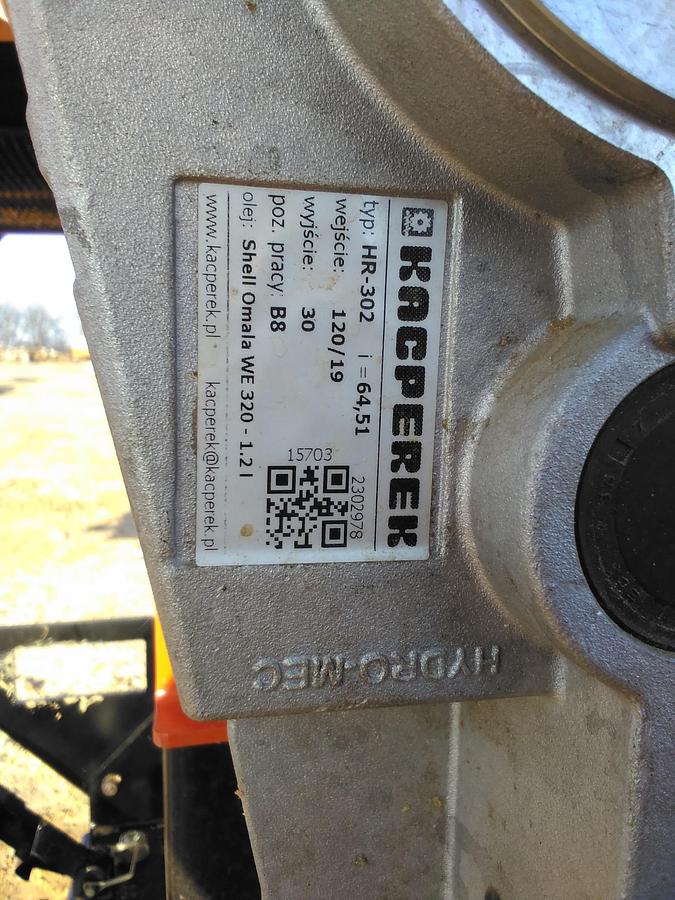 KACPEREK
typ: HR-302 i =64,51
wejście: 120/19
wyjście: 30
poz. pracy: B8
olej: Shell Omala WE 320 - 1.2 l
www.kacperek.pl kacperek@kacperek.pl
2302978
15703
HYDRO-MEC